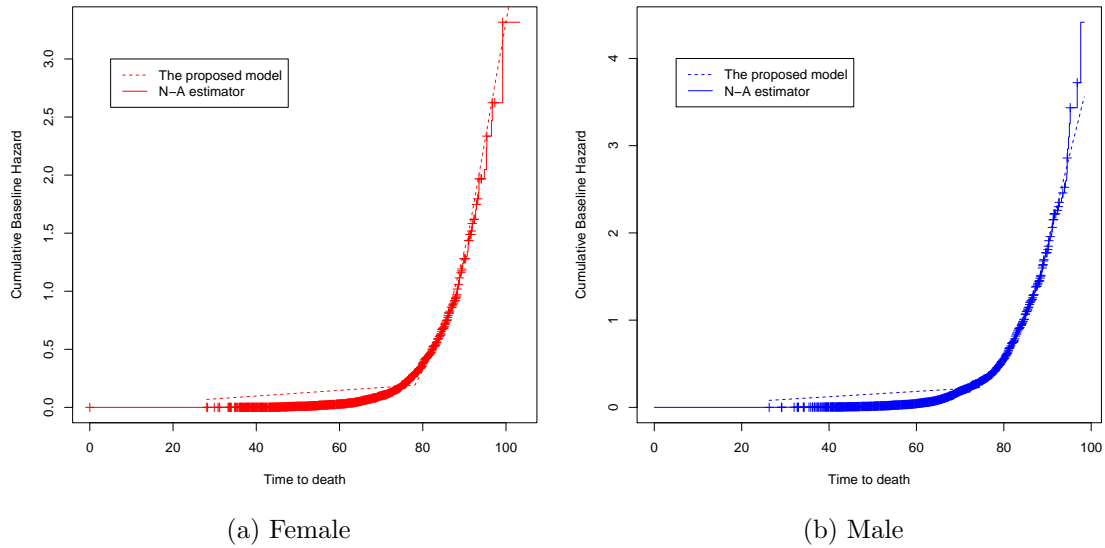 The proposed model
N−A estimator
Cumulative Baseline Hazard
3.0
2.5
2.0
1.5
1.0
0.5
0.0
0 20 40 60 80 100
Time to death
(a) Female
The proposed model
N−A estimator
Cumulative Baseline Hazard
4
3
2
1
0
0 20 40 60 80 100
Time to death
(b) Male